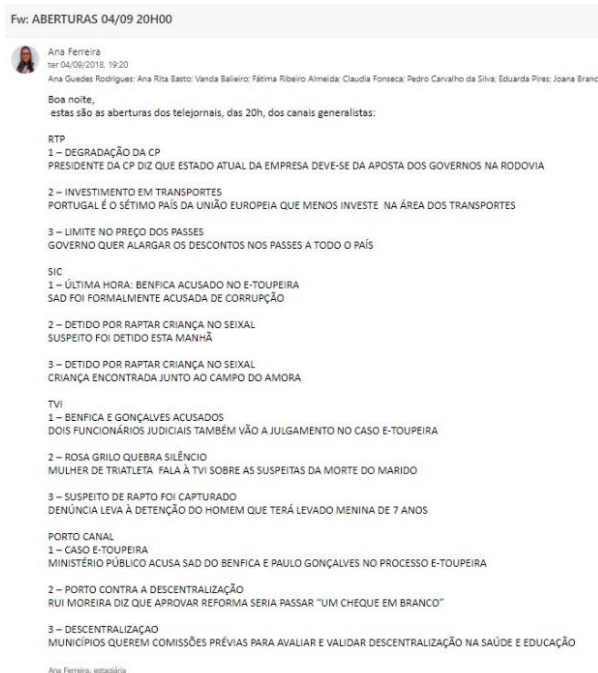 Fw: ABERTURAS 04/09 20H00
Ana Ferreira
ter 04/09/2018, 19:20
Ana Guedes Rodrigues; Ana Rita Basto; Vanda Balieiro; Fátima Ribeiro Almeida; Claudia Fonseca; Pedro Carvalho da Silva; Eduarda Pires; Joana Branc
Boa noite,
estas são as aberturas dos telejornais, das 20h, dos canais generalistas:
RTP
1 – DEGRADAÇÃO DA CP
PRESIDENTE DA CP DIZ QUE ESTADO ATUAL DA EMPRESA DEVE-SE DA APOSTA DOS GOVERNOS NA RODOVIA
2 – INVESTIMENTO EM TRANSPORTES
PORTUGAL É O SÉTIMO PAÍS DA UNIÃO EUROPEIA QUE MENOS INVESTE NA ÁREA DOS TRANSPORTES
3 – LIMITE NO PREÇO DOS PASSES
GOVERNO QUER ALARGAR OS DESCONTOS NOS PASSES A TODO O PAÍS
SIC
1 – ÚLTIMA HORA: BENFICA ACUSADO NO E-TOUPEIRA
SAD FOI FORMALMENTE ACUSADA DE CORRUPÇÃO
2 – DETIDO POR RAPTAR CRIANÇA NO SEIXAL
SUSPEITO FOI DETIDO ESTA MANHÃ
3 – DETIDO POR RAPTAR CRIANÇA NO SEIXAL
CRIANÇA ENCONTRADA JUNTO AO CAMPO DO AMORA
TVI
1 – BENFICA E GONÇALVES ACUSADOS
DOIS FUNCIONÁRIOS JUDICIAIS TAMBÉM VÃO A JULGAMENTO NO CASO E-TOUPEIRA
2 – ROSA GRILO QUEBRA SILÊNCIO
MULHER DE TRIATLETA FALA À TVI SOBRE AS SUSPEITAS DA MORTE DO MARIDO
3 – SUSPEITO DE RAPTO FOI CAPTURADO
DENÚNCIA LEVA À DETENÇÃO DO HOMEM QUE TERÁ LEVADO MENINA DE 7 ANOS
PORTO CANAL
1 – CASO E-TOUPEIRA
MINISTÉRIO PÚBLICO ACUSA SAD DO BENFICA E PAULO GONÇALVES NO PROCESSO E-TOUPEIRA
2 – PORTO CONTRA A DESCENTRALIZAÇÃO
RUI MOREIRA DIZ QUE APROVAR REFORMA SERIA PASSAR “UM CHEQUE EM BRANCO”
3 – DESCENTRALIZAÇAO
MUNICÍPIOS QUEREM COMISSÕES PRÉVIAS PARA AVALIAR E VALIDAR DESCENTRALIZAÇÃO NA SAÚDE E EDUCAÇÃO
Ana Ferreira, estagiária